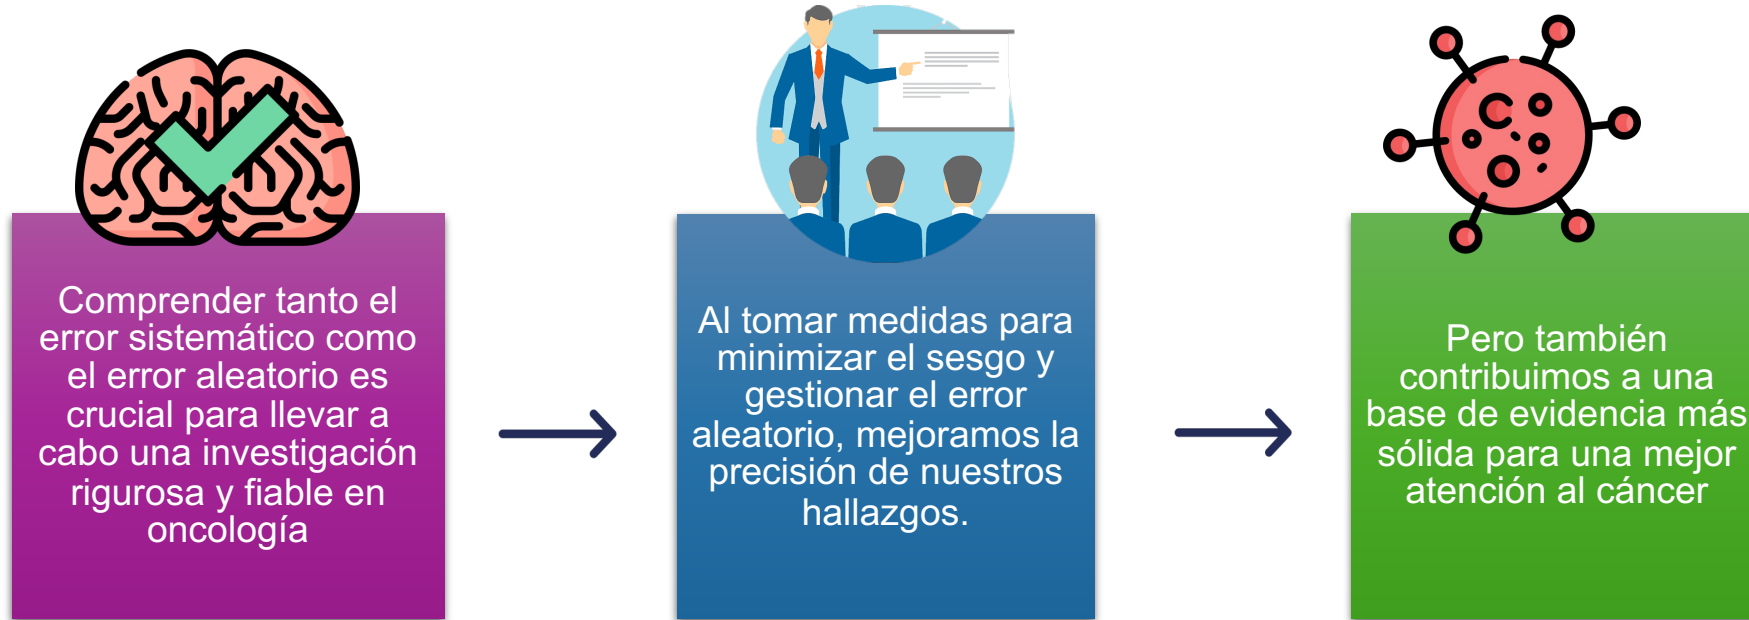 Comprender tanto el
error sistemático como
el error aleatorio es
crucial para llevar a
cabo una investigación
rigurosa y fiable en
oncología
Al tomar medidas para
minimizar el sesgo y
gestionar el error
aleatorio, mejoramos la
precisión de nuestros
hallazgos.
Pero también
contribuimos a una
base de evidencia más
sólida para una mejor
atención al cáncer